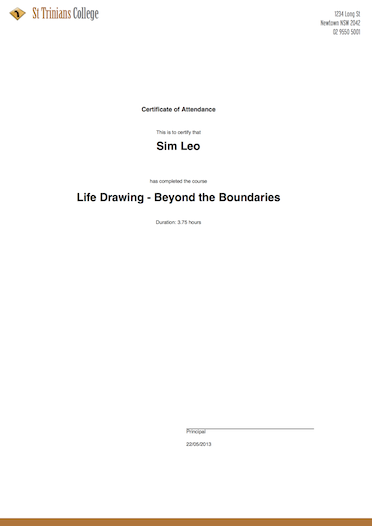 St Trinians College
1234 Long St
Newtown NSW 2042
02 9550 5001
Certificate of Attendance
This is to certify that
Sim Leo
has completed the course
Life Drawing - Beyond the Boundaries
Duration: 3.75 hours
Principal
22/05/2013